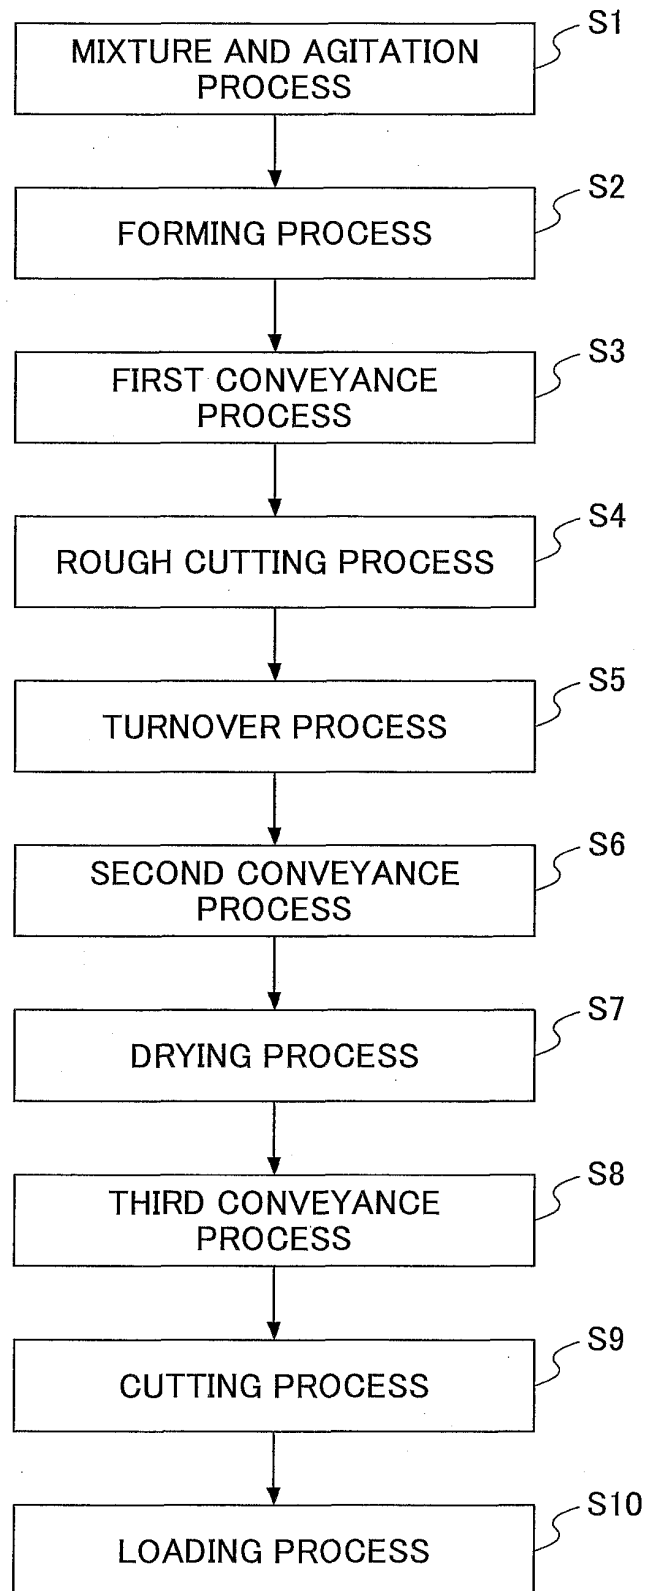 S1
MIXTURE AND AGITATION
PROCESS
S2
FORMING PROCESS
S3
FIRST CONVEYANCE
PROCESS
S4
ROUGH CUTTING PROCESS
S5
TURNOVER PROCESS
S6
SECOND CONVEYANCE
PROCESS
S7
DRYING PROCESS
S8
THIRD CONVEYANCE
PROCESS
S9
CUTTING PROCESS
S10
LOADING PROCESS